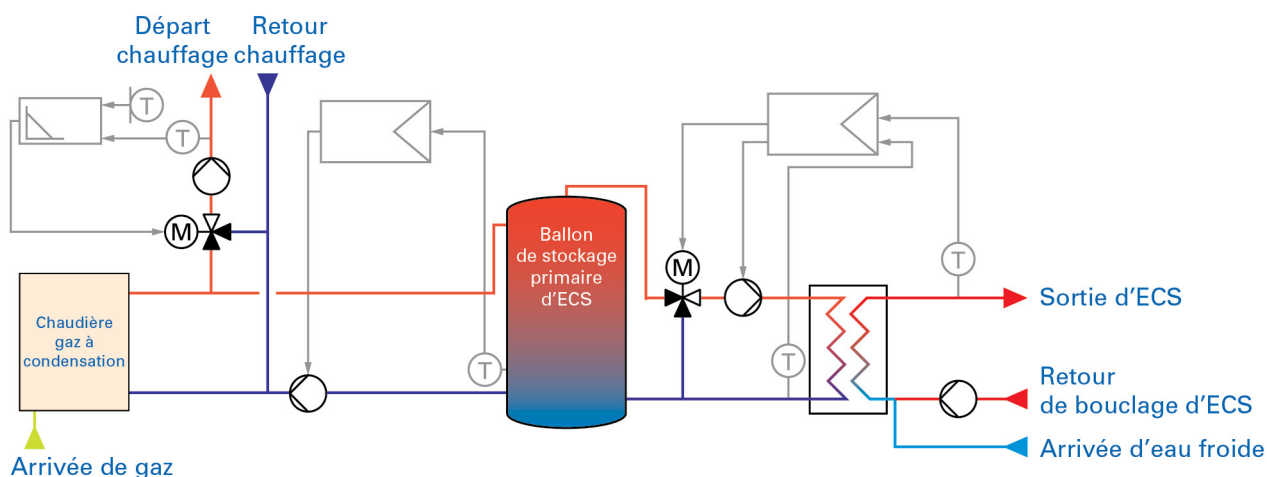 Départ
chauffage
Retour
chauffage
T
T
M
Chaudière
gaz à
condensation
Arrivée de gaz
T
Ballon
de stockage
primaire
d’ECS
M
T
T
Sortie d’ECS
Retour
de bouclage d’ECS
Arrivée d’eau froide